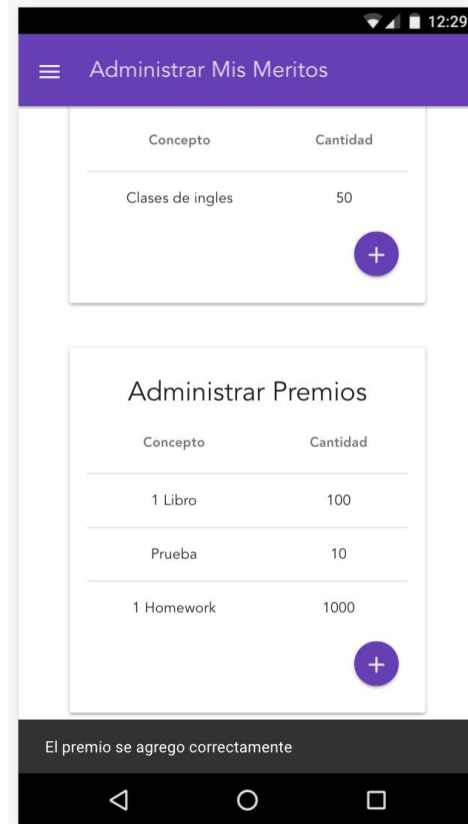 12:29
Administrar Mis Meritos
Concepto Cantidad
Clases de ingles 50
+
Administrar Premios
Concepto Cantidad
1 Libro 100
Prueba 10
1 Homework 1000
+
El premio se agrego correctamente